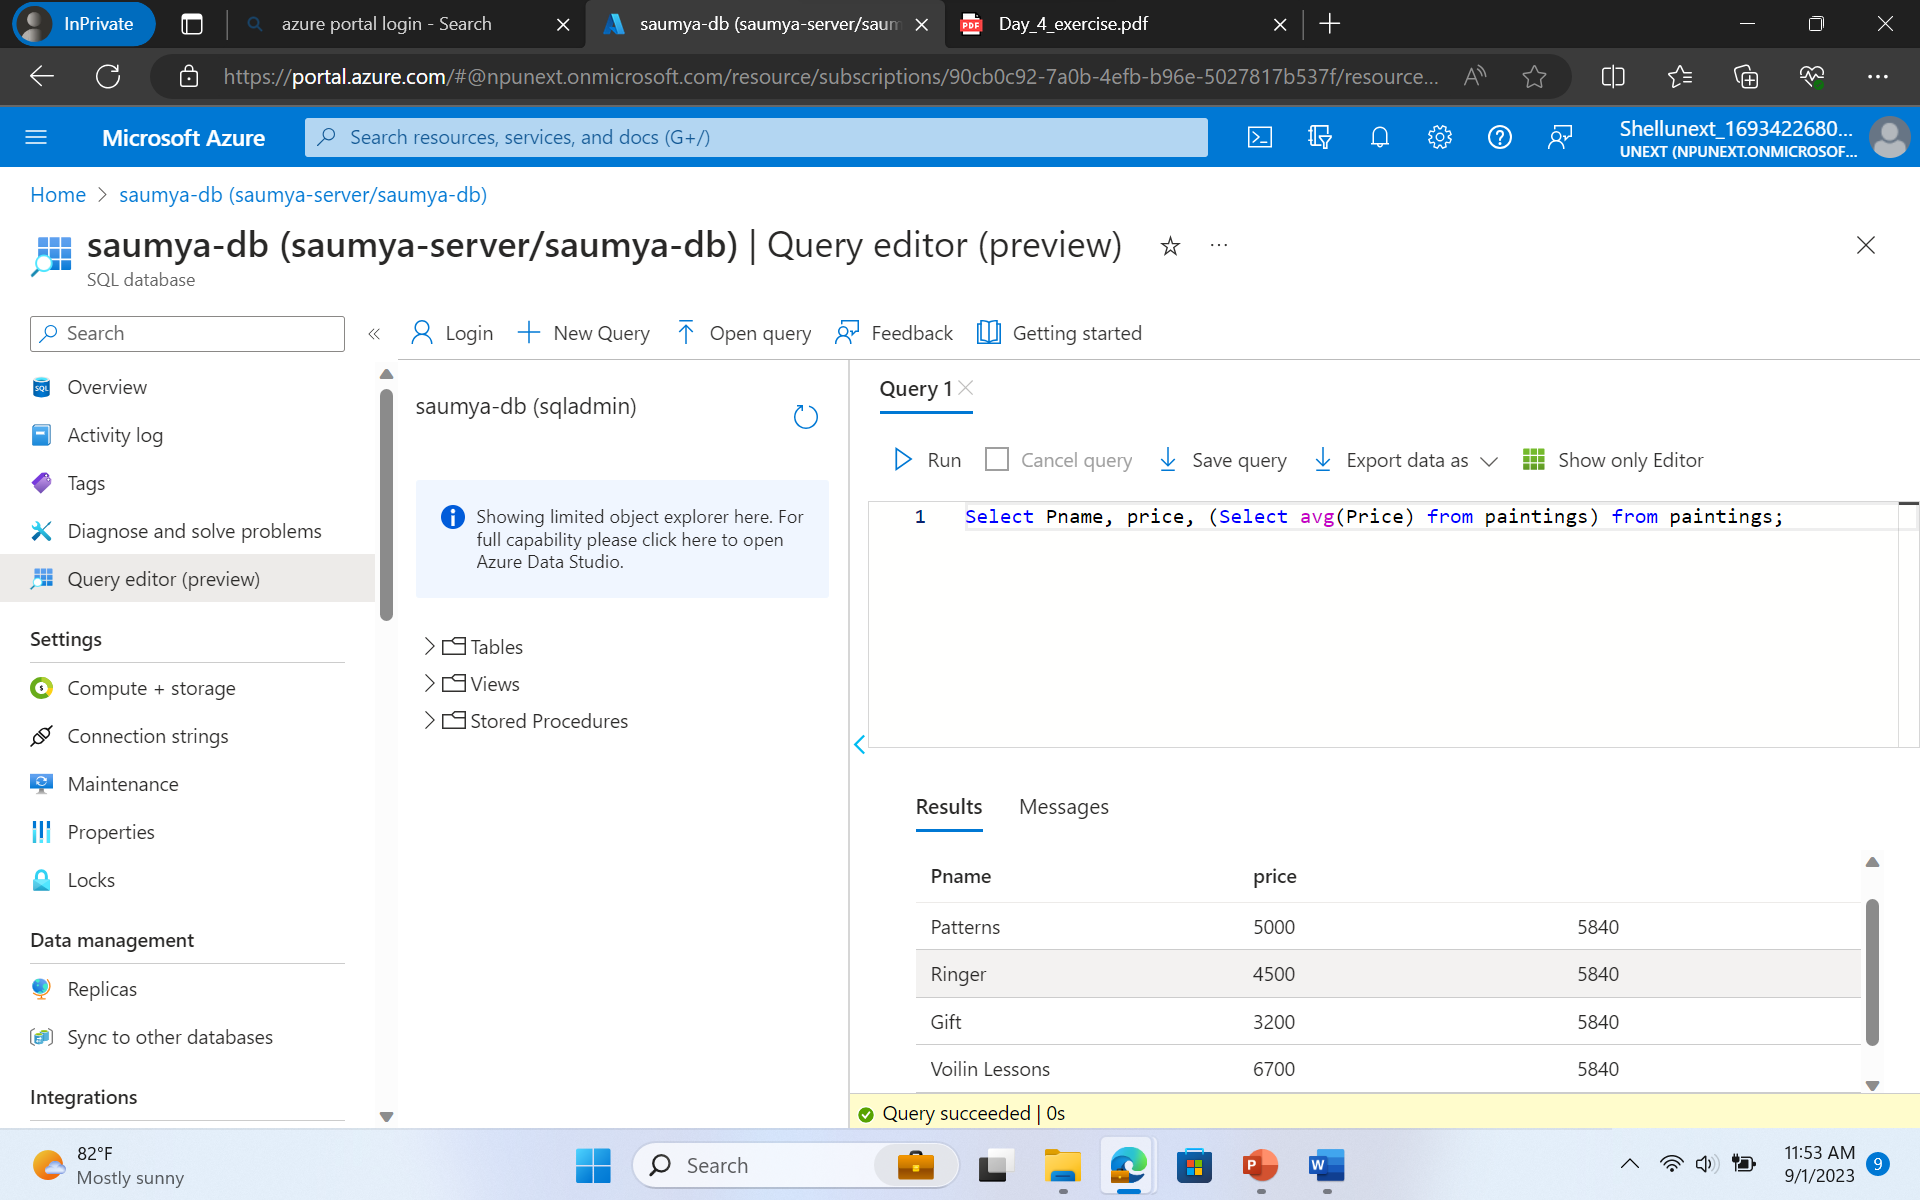 InPrivate
azure portal login - Search
saumya-db (saumya-server/saum
PDF
Day_4_exercise.pdf
https://portal.azure.com/#@npunext.onmicrosoft.com/resource/subscriptions/90cb0c92-7a0b-4efb-b96e-5027817b537f/resource...
Microsoft Azure
Search resources, services, and docs (G+/)
Shellunext_1693422680...
UNEXT (NPUNEXT.ONMICROSOF...
Home > saumya-db (saumya-server/saumya-db)
saumya-db (saumya-server/saumya-db) | Query editor (preview)
SQL database
Search
Login
New Query
Open query
Feedback
Getting started
Overview
Activity log
Tags
Diagnose and solve problems
Query editor (preview)
Settings
Compute + storage
Connection strings
Maintenance
Properties
Locks
Data management
Replicas
Sync to other databases
Integrations
saumya-db (sqladmin)
Showing limited object explorer here. For
full capability please click here to open
Azure Data Studio.
Tables
Views
Stored Procedures
Query 1
Run
Cancel query
Save query
Export data as
Show only Editor
1 Select Pname, price, (Select avg(Price) from paintings) from paintings;
Results
Messages
Pname price
Patterns 5000 5840
Ringer 4500 5840
Gift 3200 5840
Voilin Lessons 6700 5840
Query succeeded | 0s
82°F
Mostly sunny
Search
11:53 AM
9/1/2023
9